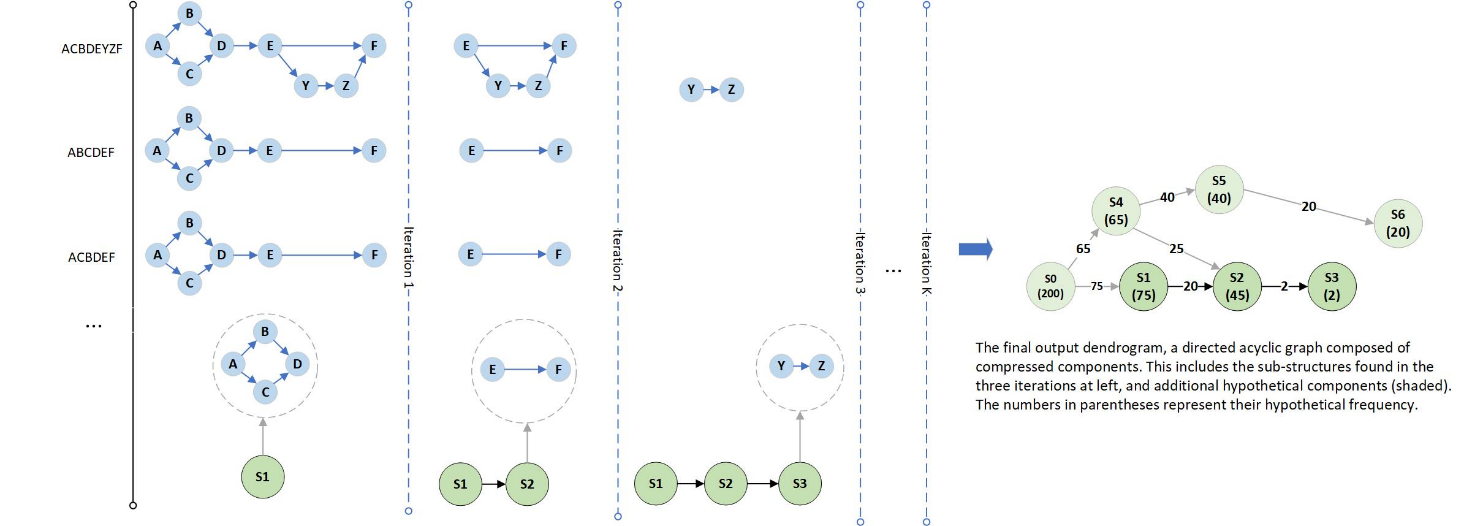 ACBDEYZF
A
B
C
D
E
F
Y
Z
E
F
Y
Z
Y
Z
ABCDEF
A
B
C
D
E
F
E
F
ACBDEF
A
B
C
D
E
F
E
F
...
A
B
C
D
E
F
Y
Z
S1
S1
S2
S1
S2
S3
Iteration 1
Iteration 2
Iteration 3
...
Iteration K
S0
(200)
65
75
S4
(65)
40
25
S5
(40)
20
S6
(20)
S1
(75)
20
S2
(45)
2
S3
(2)
The final output dendrogram, a directed acyclic graph composed of
compressed components. This includes the sub-structures found in the
three iterations at left, and additional hypothetical components (shaded).
The numbers in parentheses represent their hypothetical frequency.